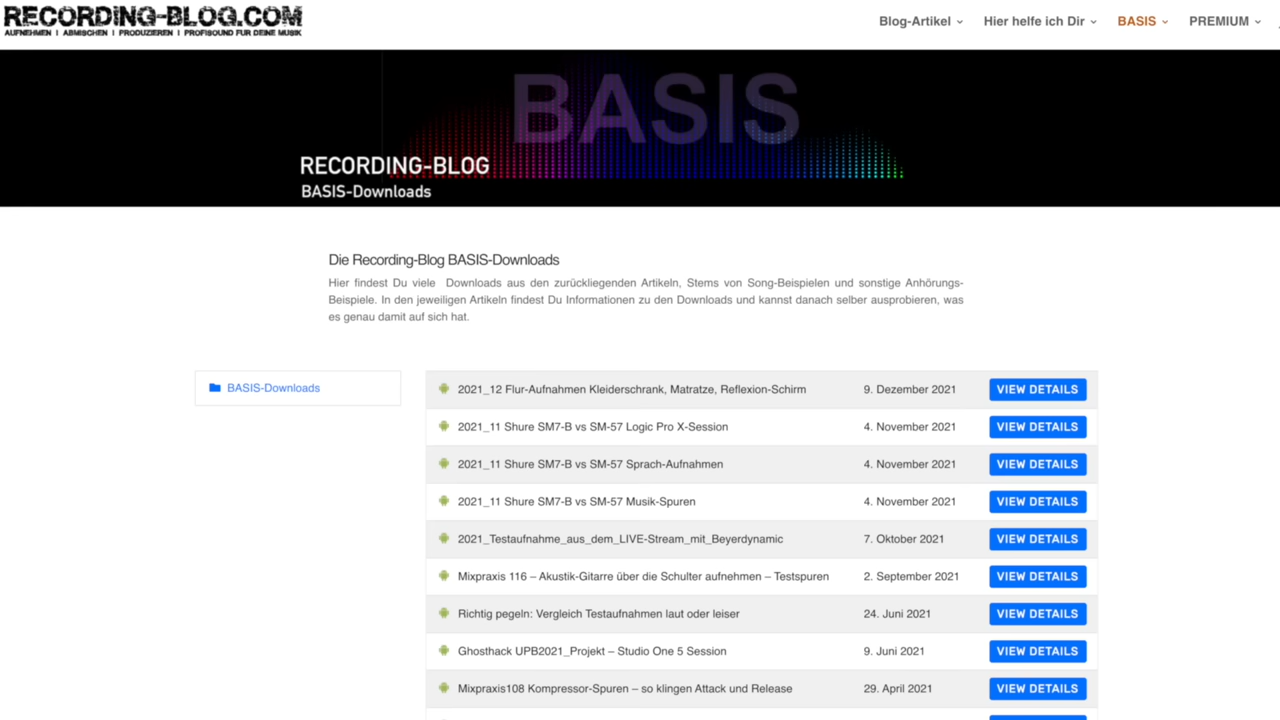 RECORDING-BLOG.COM
AUFNEHMEN | ABMISCHEN | PRODUZIEREN | PROFISOUND FUR DEINE MUSIK
Blog-Artikel
Hier helfe ich Dir
BASIS
PREMIUM
BASIS
RECORDING-BLOG
BASIS-Downloads
Die Recording-Blog BASIS-Downloads
Hier findest Du viele Downloads aus den zurückliegenden Artikeln, Stems von Song-Beispielen und sonstige Anhörungs-
Beispiele. In den jeweiligen Artikeln findest Du Informationen zu den Downloads und kannst danach selber ausprobieren, was
es genau damit auf sich hat.
BASIS-Downloads
2021_12 Flur-Aufnahmen Kleiderschrank, Matratze, Reflexion-Schirm 9. Dezember 2021 VIEW DETAILS
2021_11 Shure SM7-B vs SM-57 Logic Pro X-Session 4. November 2021 VIEW DETAILS
2021_11 Shure SM7-B vs SM-57 Sprach-Aufnahmen 4. November 2021 VIEW DETAILS
2021_11 Shure SM7-B vs SM-57 Musik-Spuren 4. November 2021 VIEW DETAILS
2021_Testaufnahme_aus_dem_LIVE-Stream_mit_Beyerdynamic 7. Oktober 2021 VIEW DETAILS
Mixpraxis 116 – Akustik-Gitarre über die Schulter aufnehmen – Testspuren 2. September 2021 VIEW DETAILS
Richtig pegeln: Vergleich Testaufnahmen laut oder leiser 24. Juni 2021 VIEW DETAILS
Ghosthack UPB2021_Projekt – Studio One 5 Session 9. Juni 2021 VIEW DETAILS
Mixpraxis108 Kompressor-Spuren – so klingen Attack und Release 29. April 2021 VIEW DETAILS